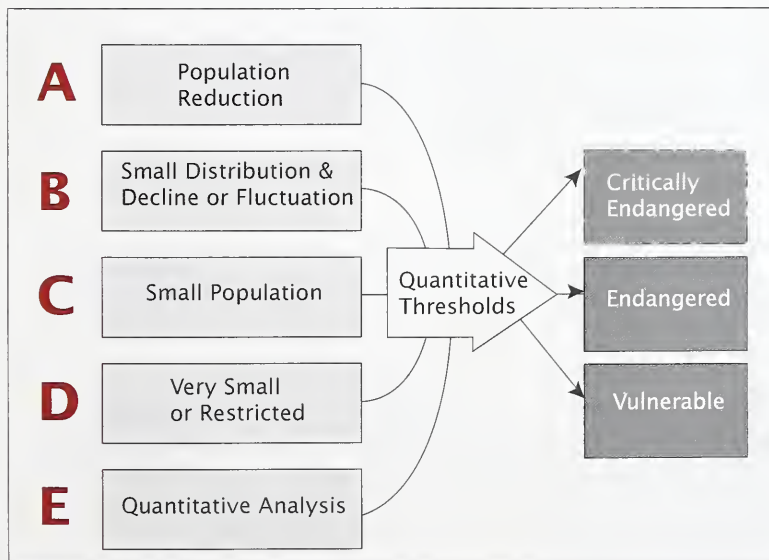 A
Population
Reduction
B
Small Distribution &
Decline or Fluctuation
C
Small Population
D
Very Small
or Restricted
E
Quantitative Analysis
Quantitative
Thresholds
Critically
Endangered
Endangered
Vulnerable